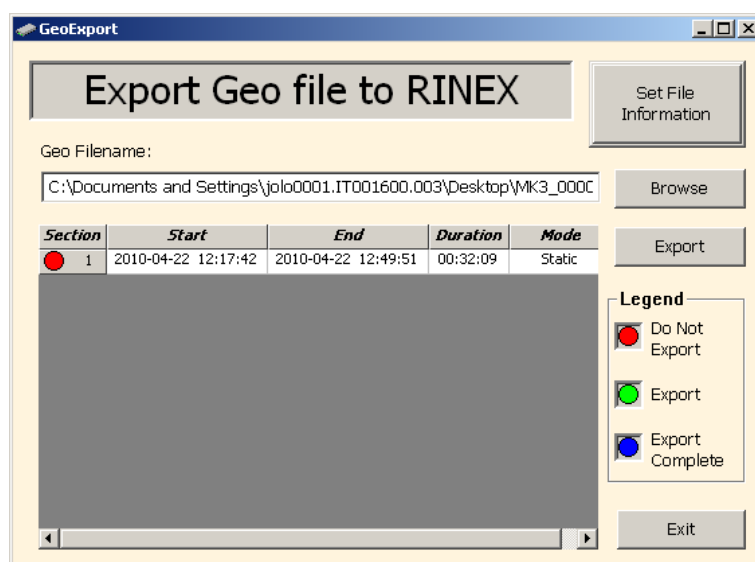 GeoExport
Export Geo file to RINEX
Set File
Information
Geo Filename:
C:\Documents and Settings\jolo0001.IT001600.003\Desktop\MK3_000C
Browse
Section Start End Duration Mode
1 2010-04-22 12:17:42 2010-04-22 12:49:51 00:32:09 Static
Export
Legend
Do Not
Export
Export
Export
Complete
Exit